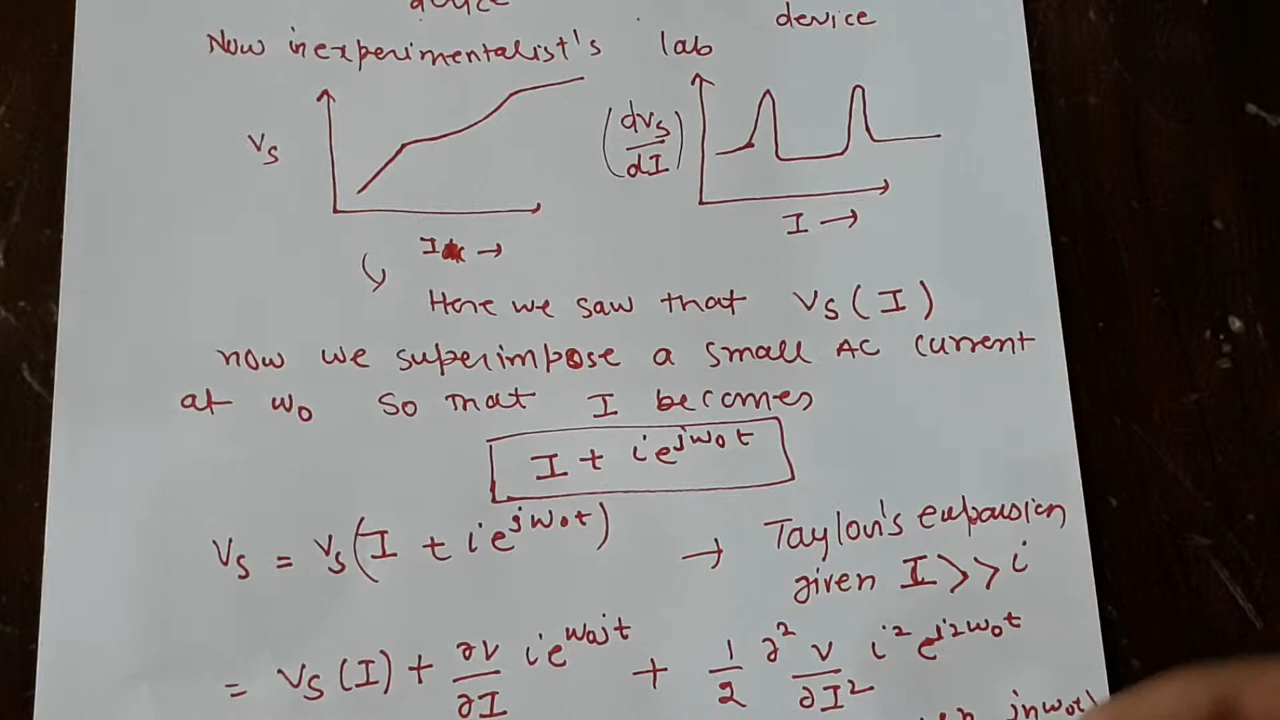 device
Now in experimentalist's lab
Vs
I →
(dVs/dI)
I →
Here we saw that Vs(I)
now we superimpose a small AC current
at ω0 so that I becomes
I + ie^jω0t
Vs = Vs(I + ie^jω0t) → Taylor's expansion
given I >> i
= Vs(I) + ∂V/∂I ie^ω0jt + 1/2 ∂²V/∂I² i² e^j2ω0t
jnω0t)